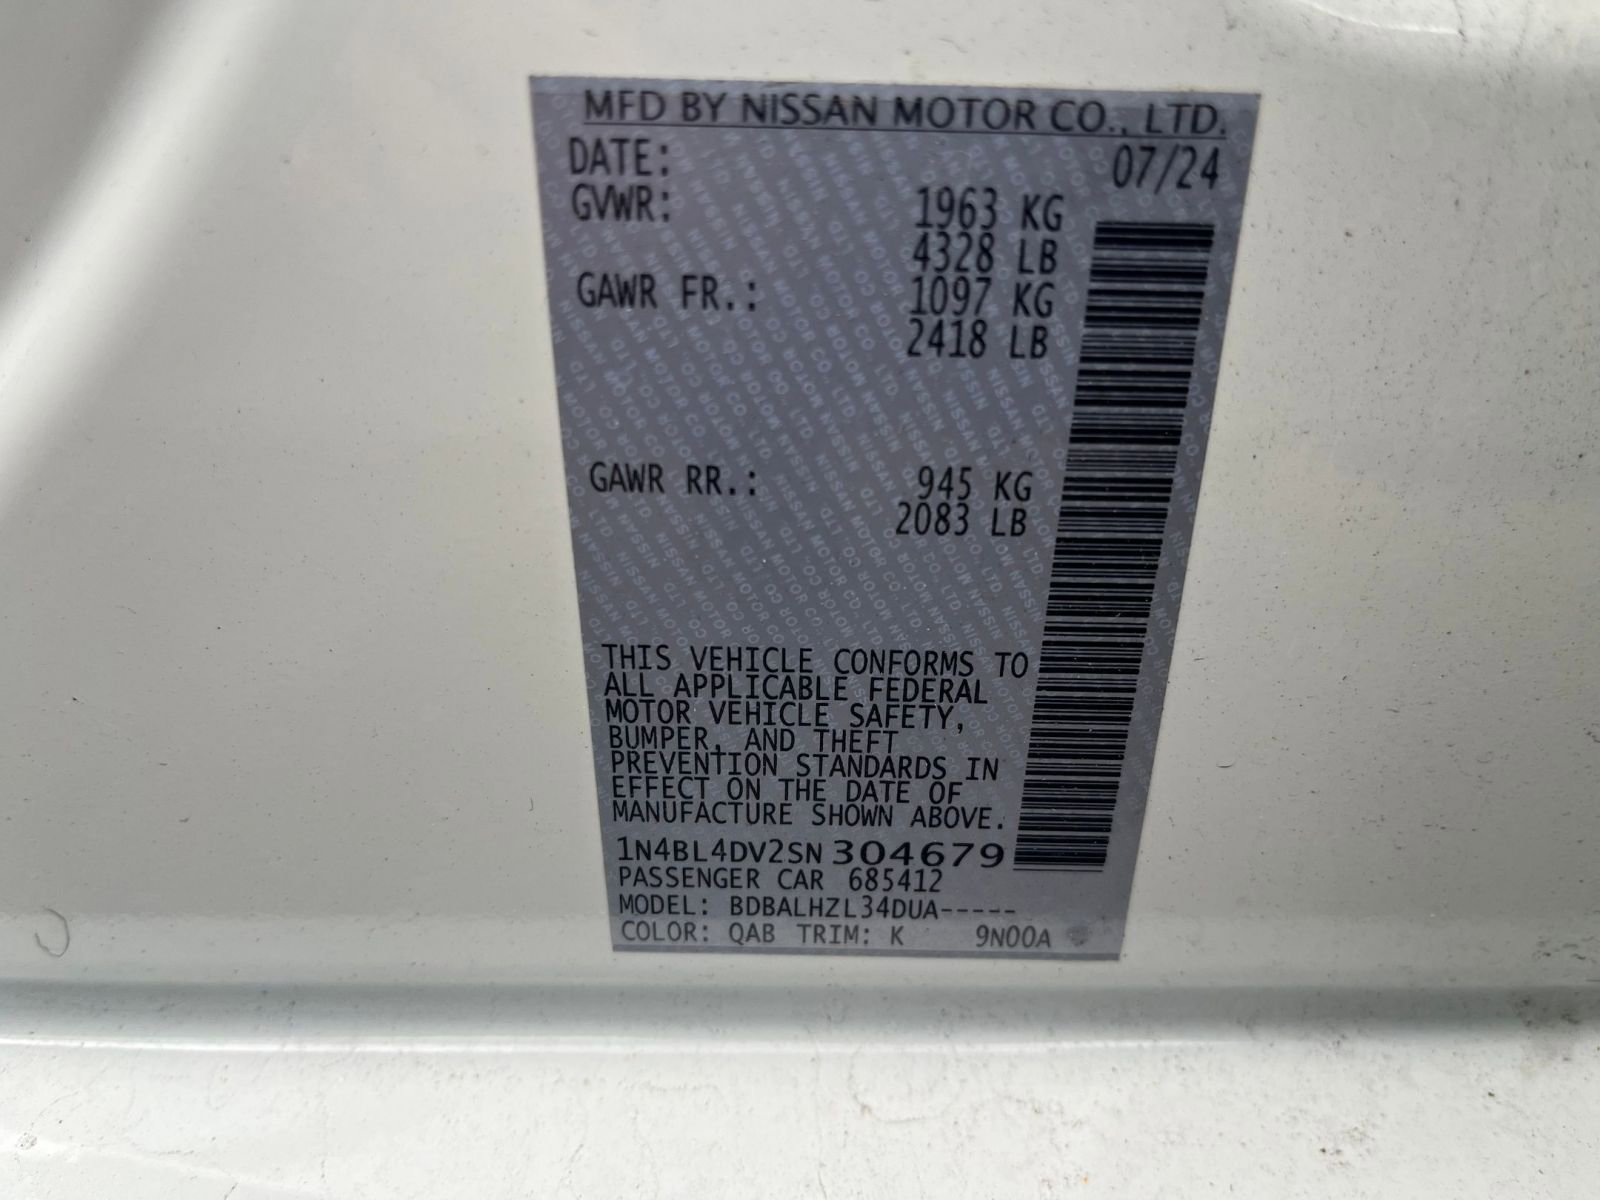 MFD BY NISSAN MOTOR CO., LTD.
DATE: 07/24
GVWR: 1963 KG
4328 LB
GAWR FR.: 1097 KG
2418 LB
GAWR RR.: 945 KG
2083 LB
THIS VEHICLE CONFORMS TO
ALL APPLICABLE FEDERAL
MOTOR VEHICLE SAFETY,
BUMPER, AND THEFT
PREVENTION STANDARDS IN
EFFECT ON THE DATE OF
MANUFACTURE SHOWN ABOVE.
1N4BL4DV2SN304679
PASSENGER CAR 685412
MODEL: BDBALHZL34DUA-----
COLOR: QAB TRIM: K 9N00A